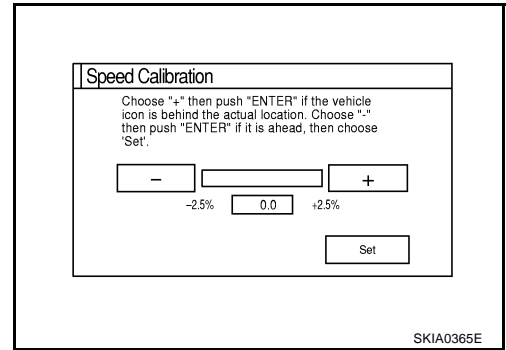 Speed Calibration
Choose "+" then push "ENTER" if the vehicle
icon is behind the actual location. Choose "-"
then push "ENTER" if it is ahead, then choose
'Set'.
− +
−2.5% 0.0 +2.5%
Set
SKIA0365E